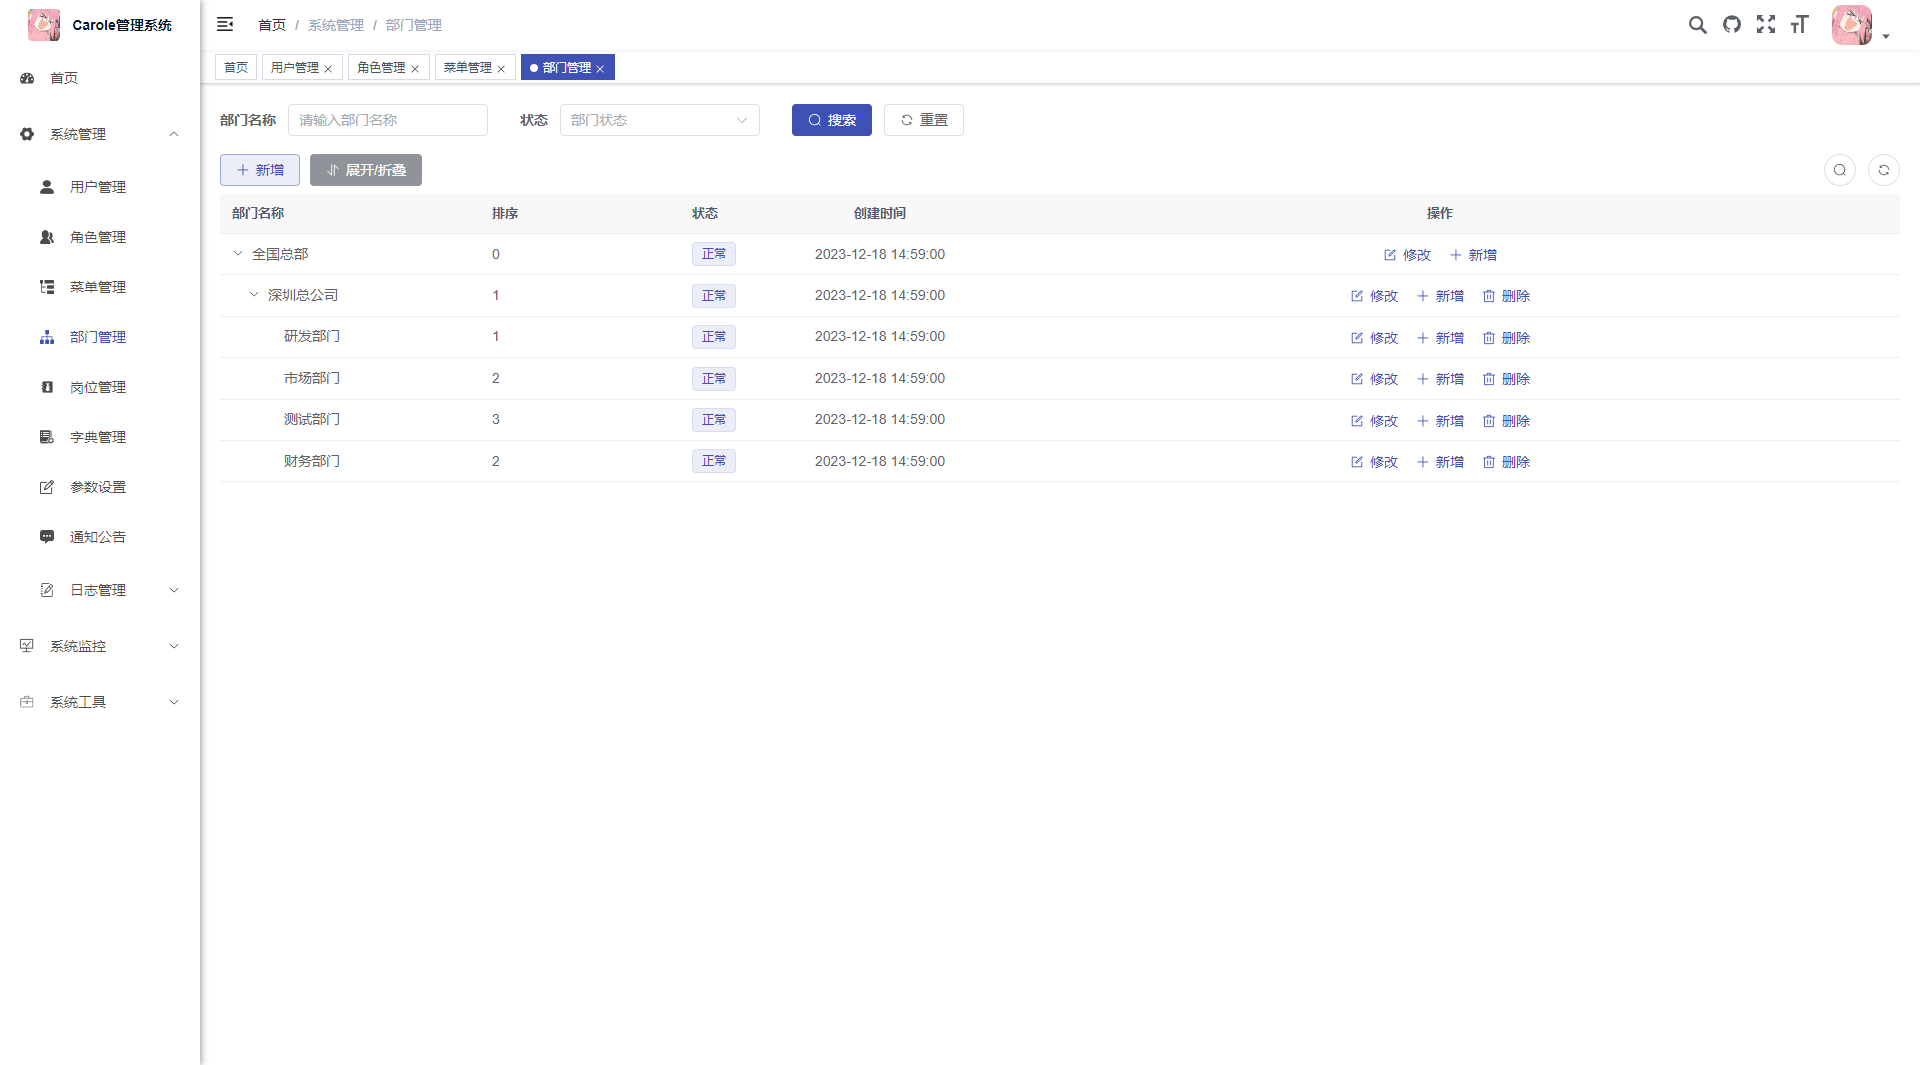 Carole管理系统
首页
系统管理
用户管理
角色管理
菜单管理
部门管理
岗位管理
字典管理
参数设置
通知公告
日志管理
系统监控
系统工具
首页 / 系统管理 / 部门管理
首页 用户管理 角色管理 菜单管理 部门管理
部门名称 请输入部门名称 状态 部门状态 搜索 重置
新增 展开/折叠
部门名称 排序 状态 创建时间 操作
全国总部 0 正常 2023-12-18 14:59:00 修改 新增
深圳总公司 1 正常 2023-12-18 14:59:00 修改 新增 删除
研发部门 1 正常 2023-12-18 14:59:00 修改 新增 删除
市场部门 2 正常 2023-12-18 14:59:00 修改 新增 删除
测试部门 3 正常 2023-12-18 14:59:00 修改 新增 删除
财务部门 2 正常 2023-12-18 14:59:00 修改 新增 删除